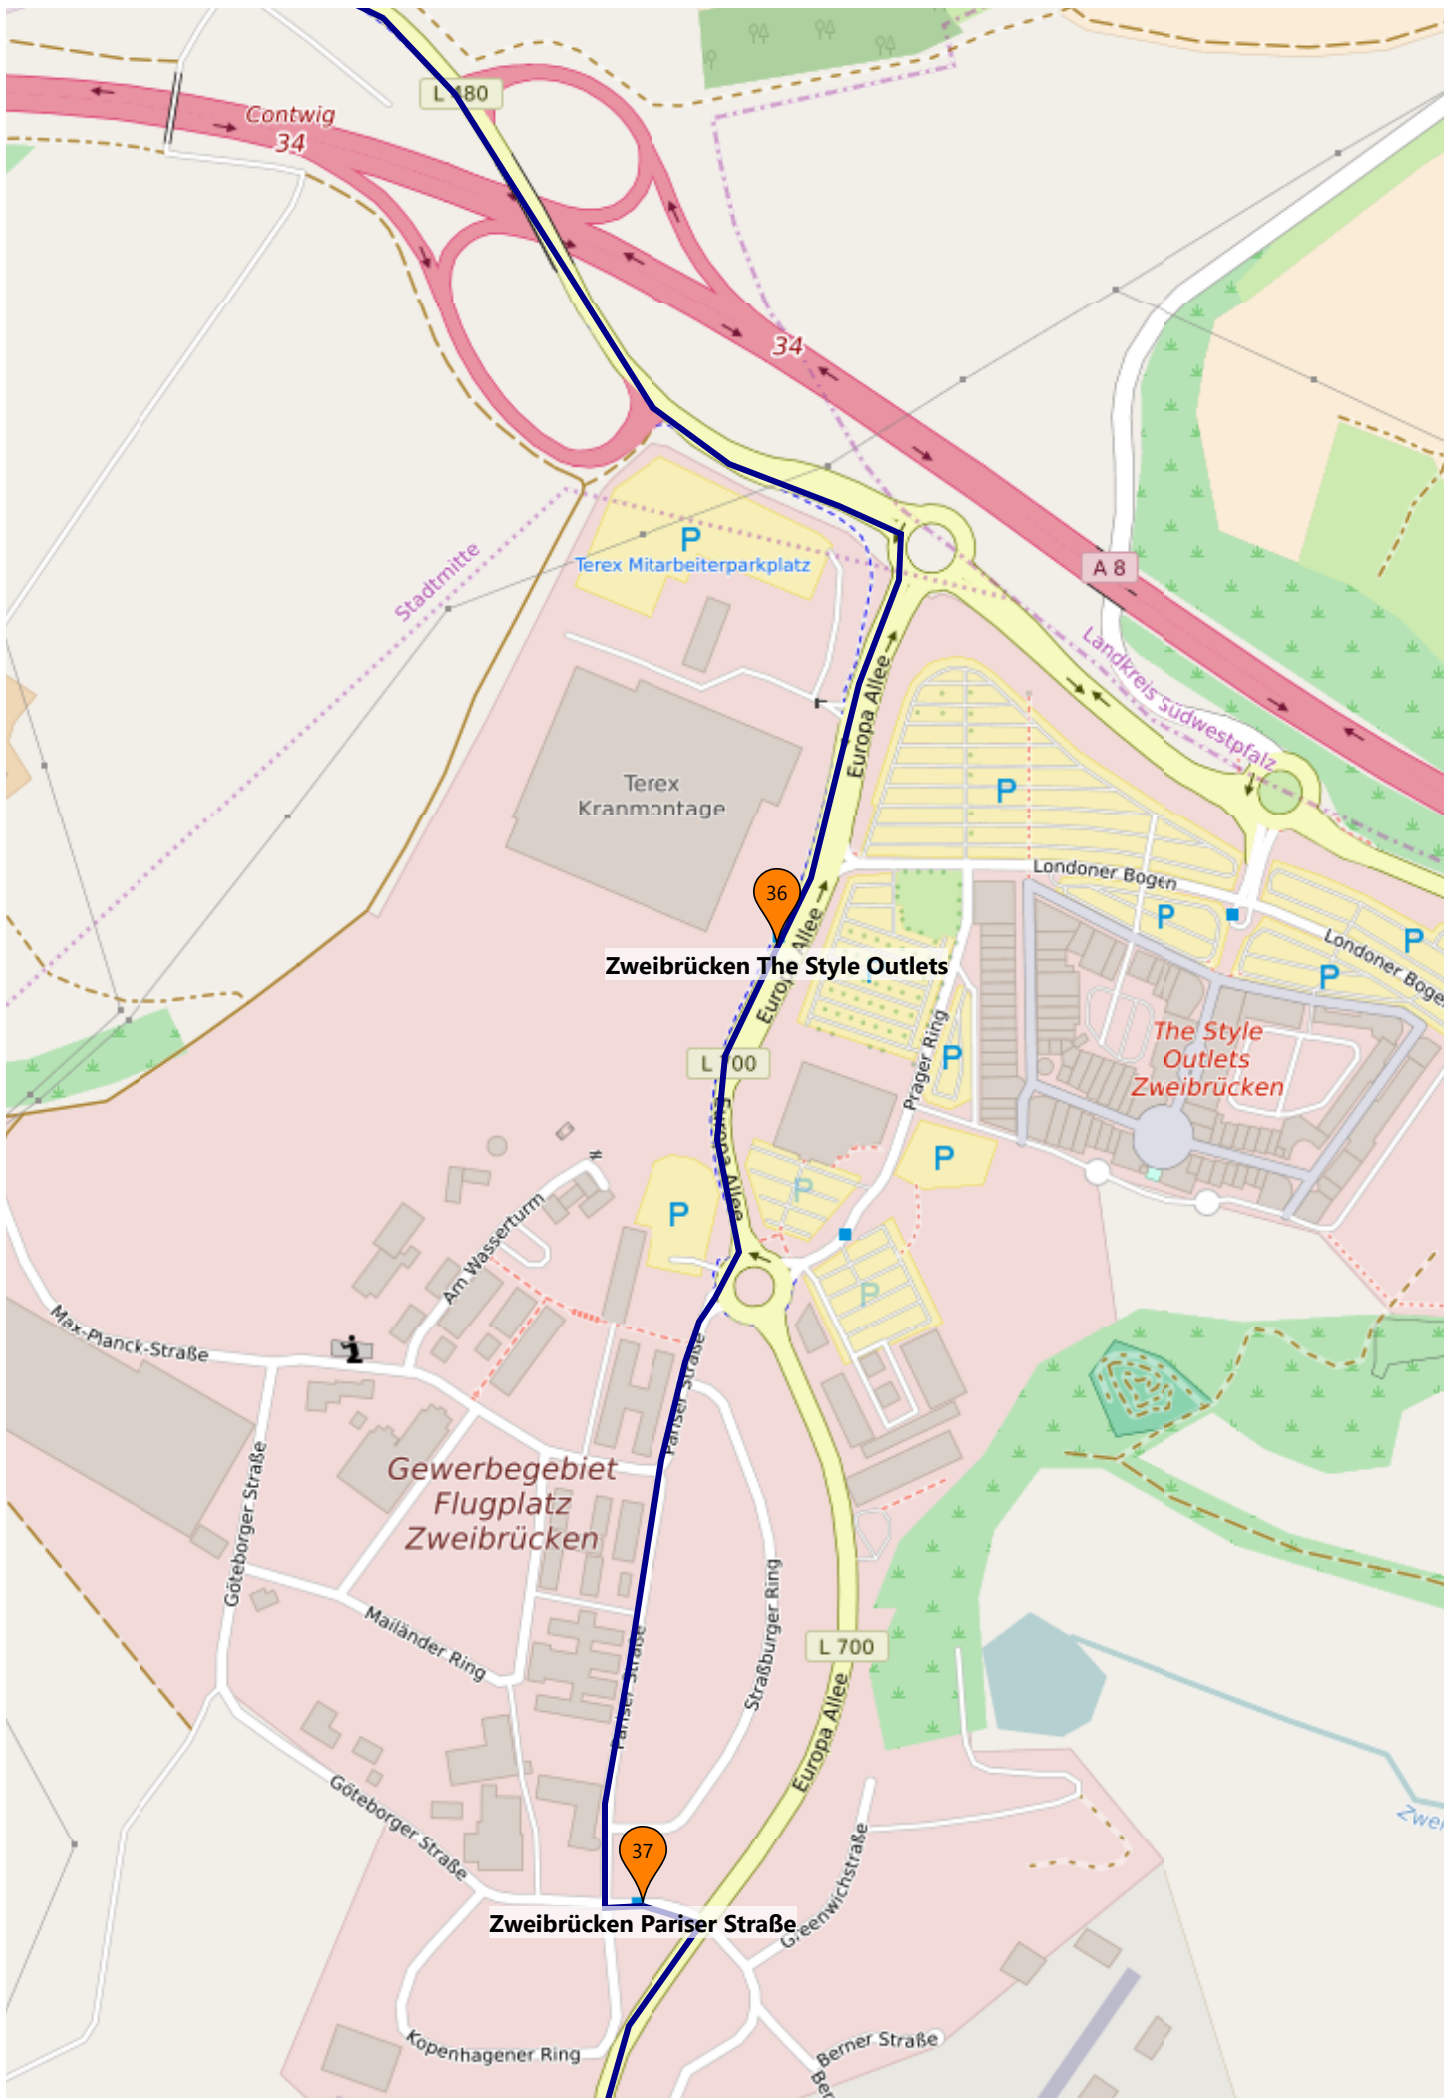 L 480
Contwig
34
34
P
Terex Mitarbeiterparkplatz
Stadtmitte
A 8
Landkreis Südwestpfalz
Europa Allee
Terex
Kranmontage
P
Londoner Bogen
36
P
P
Zweibrücken The Style Outlets
Londoner Bogen
P
Europa Allee
The Style
Outlets
Zweibrücken
L 700
P
Prager Ring
Europa Allee
P
P
P
Am Wasserturm
P
Max-Planck-Straße
Pariser Straße
Gewerbegebiet
Flugplatz
Zweibrücken
Göteborger Straße
Straßburger Ring
Mailänder Ring
L 700
Pariser Straße
Europa Allee
Göteborger Straße
Zwei
37
Greenwichstraße
Zweibrücken Pariser Straße
Kopenhagener Ring
Berner Straße
Ber